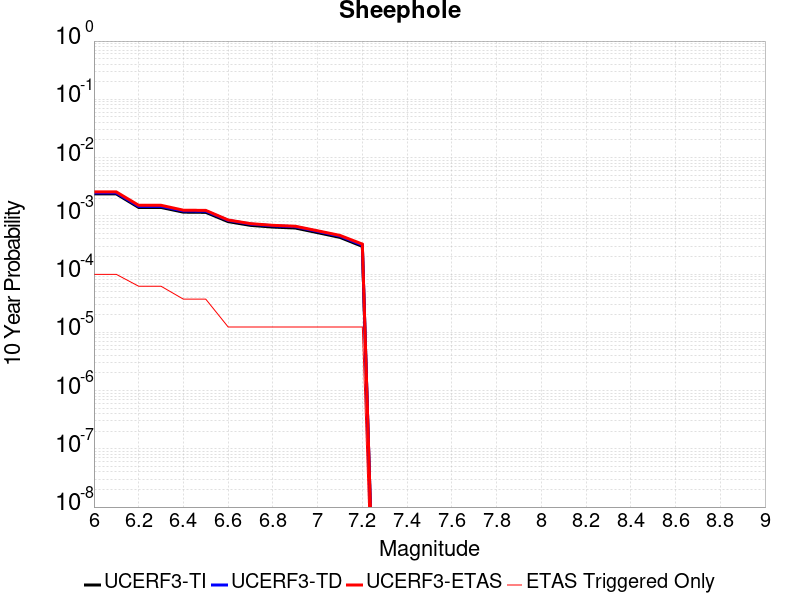 Sheephole
10 Year Probability
10^0
10^-1
10^-2
10^-3
10^-4
10^-5
10^-6
10^-7
10^-8
6 6.2 6.4 6.6 6.8 7 7.2 7.4 7.6 7.8 8 8.2 8.4 8.6 8.8 9
Magnitude
UCERF3-TI UCERF3-TD UCERF3-ETAS ETAS Triggered Only